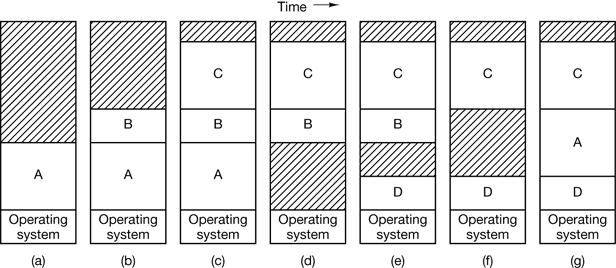 Time
C C C C C
B B B B A
A A A D D D
Operating system Operating system Operating system Operating system Operating system Operating system Operating system
(a) (b) (c) (d) (e) (f) (g)